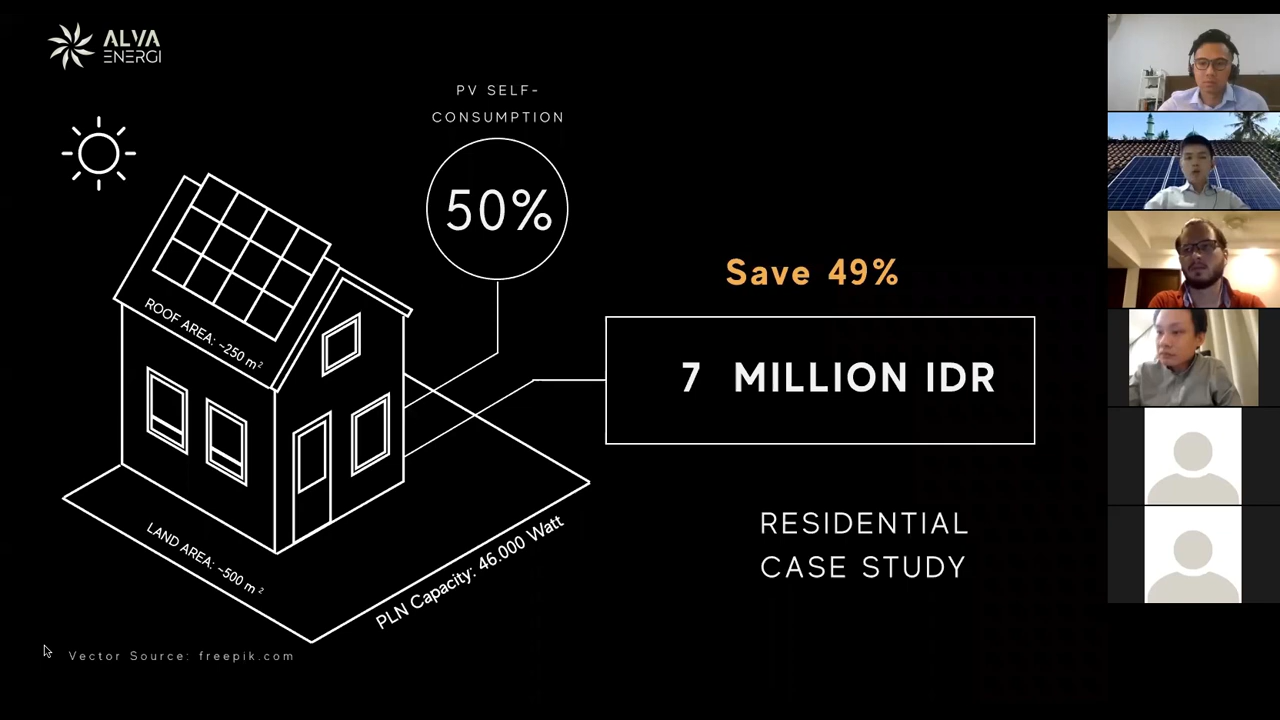 ALVA
ENERGI
PV SELF-
CONSUMPTION
50%
Save 49%
7 MILLION IDR
ROOF AREA: ~250 m²
RESIDENTIAL
CASE STUDY
LAND AREA: ~500 m²
PLN Capacity: 46.000 Watt
Vector Source: freepik.com